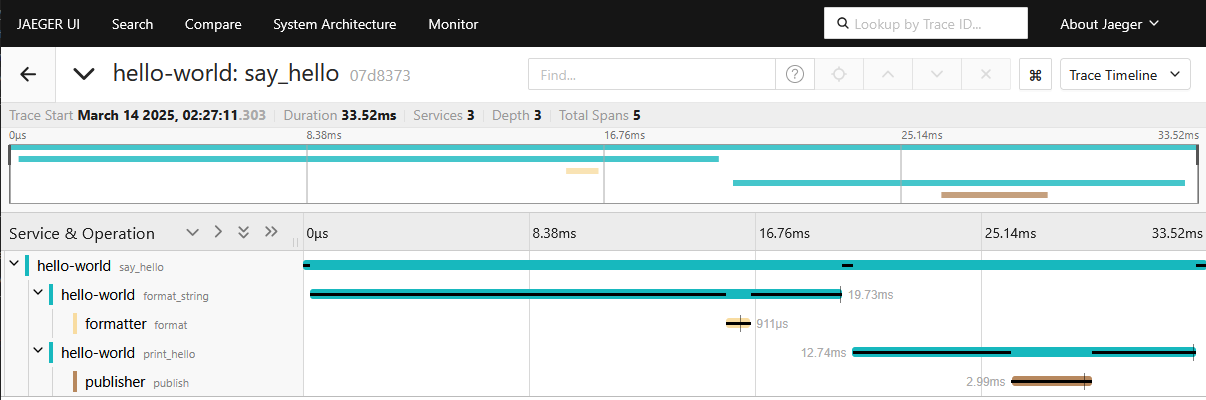 JAEGER UI Search Compare System Architecture Monitor Lookup by Trace ID... About Jaeger
hello-world: say_hello 07d8373 Find... ? ⌘ Trace Timeline
Trace Start March 14 2025, 02:27:11.303 Duration 33.52ms Services 3 Depth 3 Total Spans 5
0μs 8.38ms 16.76ms 25.14ms 33.52ms
Service & Operation 0μs 8.38ms 16.76ms 25.14ms 33.52ms
hello-world say_hello
hello-world format_string 19.73ms
formatter format 911μs
hello-world print_hello 12.74ms
publisher publish 2.99ms